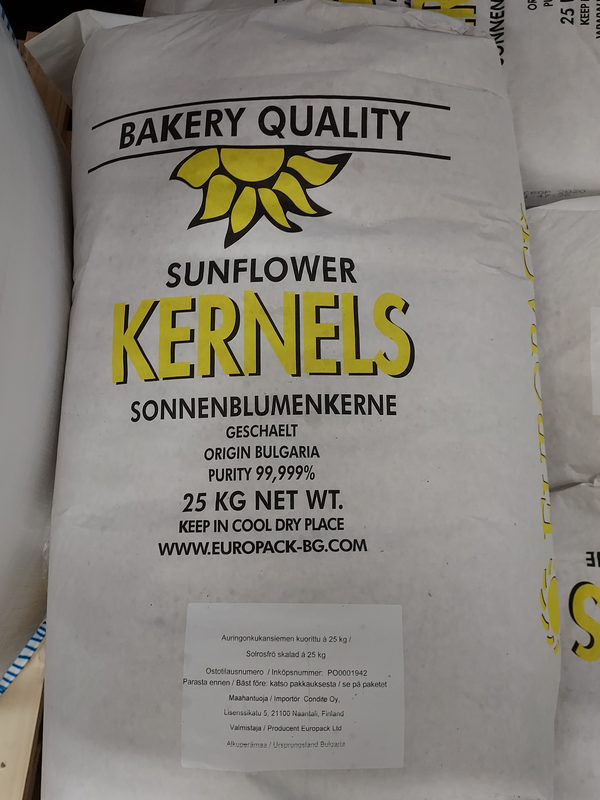 BAKERY QUALITY
SUNFLOWER
KERNELS
SONNENBLUMENKERNE
GESCHAELT
ORIGIN BULGARIA
PURITY 99,999%
25 KG NET WT.
KEEP IN COOL DRY PLACE
WWW.EUROPACK-BG.COM
Auringonkukansiemen kuorittu à 25 kg /
Solrosfrö skalad à 25 kg
Ostotilausnumero / Inköpsnummer: PO0001942
Parasta ennen / Bäst före: katso pakkauksesta / se på paketet
Maahantuoja / Importör Condite Oy,
Lisenssikatu 5, 21100 Naantali, Finland
Valmistaja / Producent Europack Ltd
Alkuperämaa / Ursprungsland Bulgaria
25
KEEP